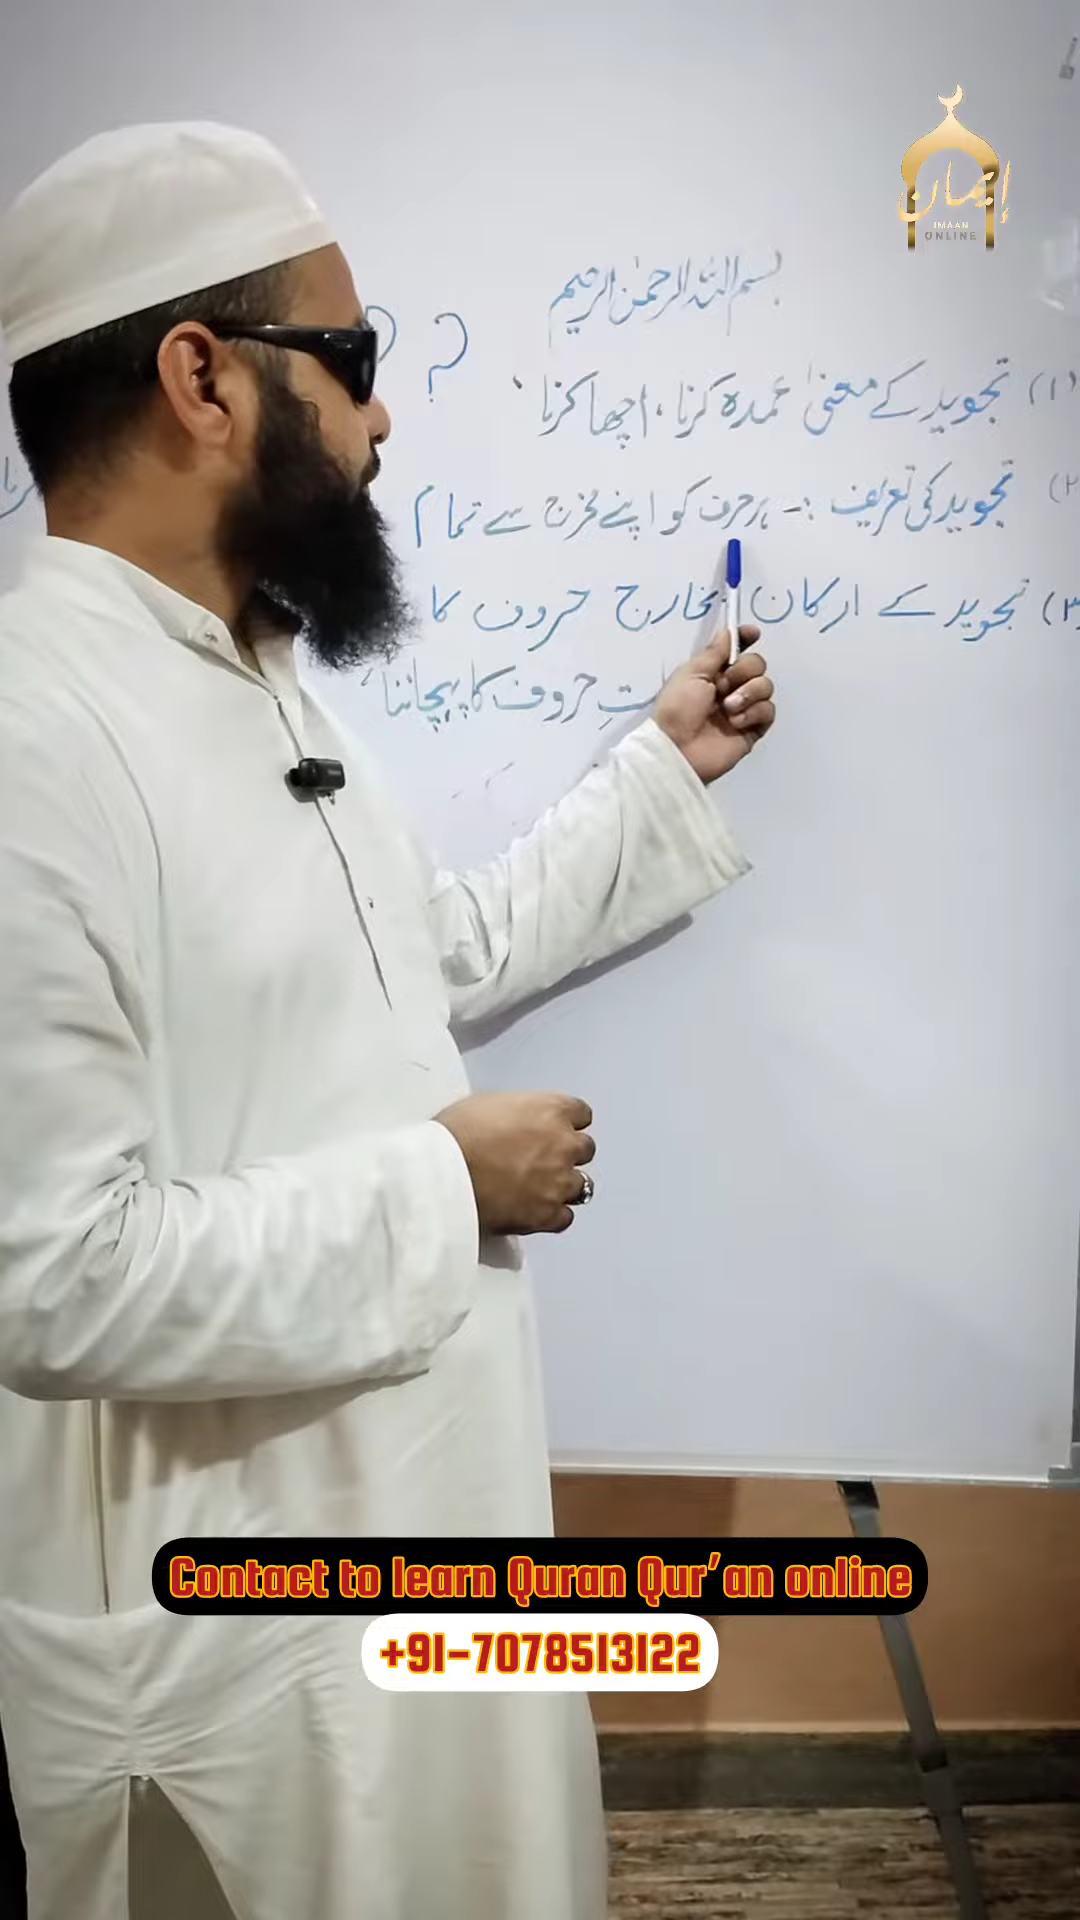 إيمان
IMAAN
ONLINE
بسم اللہ الرحمٰن الرحیم
(۱) تجوید کے معنیٰ عمدہ کرنا، اچھا کرنا
(۲) تجوید کی تعریف :- ہر حرف کو اپنے مخرج سے تمام
(۳) تجوید کے ارکان مخارج حروف کا
حروف کا پہچاننا
Contact to learn Quran Qur'an online
+91-7078513122